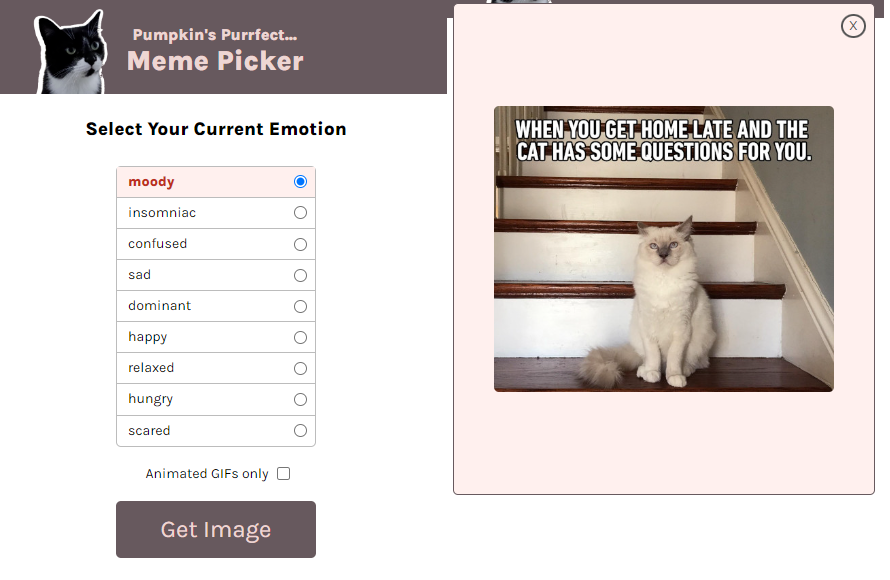 Pumpkin's Purrfect...
Meme Picker
Select Your Current Emotion
moody
insomniac
confused
sad
dominant
happy
relaxed
hungry
scared
Animated GIFs only
Get Image
X
WHEN YOU GET HOME LATE AND THE
CAT HAS SOME QUESTIONS FOR YOU.